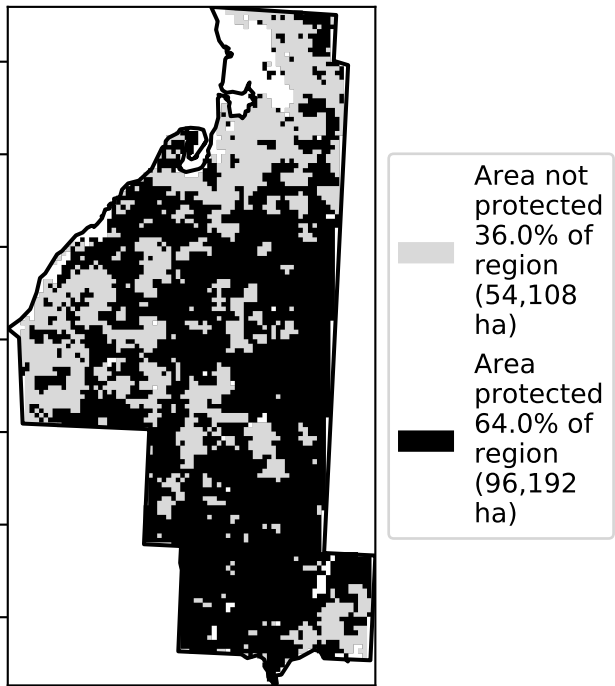 Area not
protected
36.0% of
region
(54,108
ha)
Area
protected
64.0% of
region
(96,192
ha)